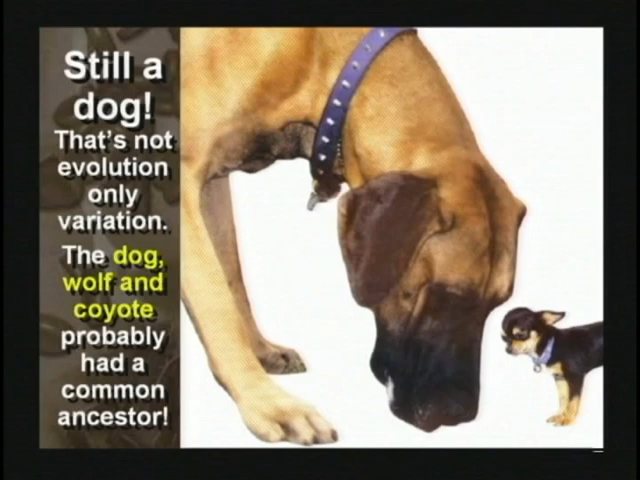 Still a
dog!
That's not
evolution
only
variation.
The dog,
wolf and
coyote
probably
had a
common
ancestor!